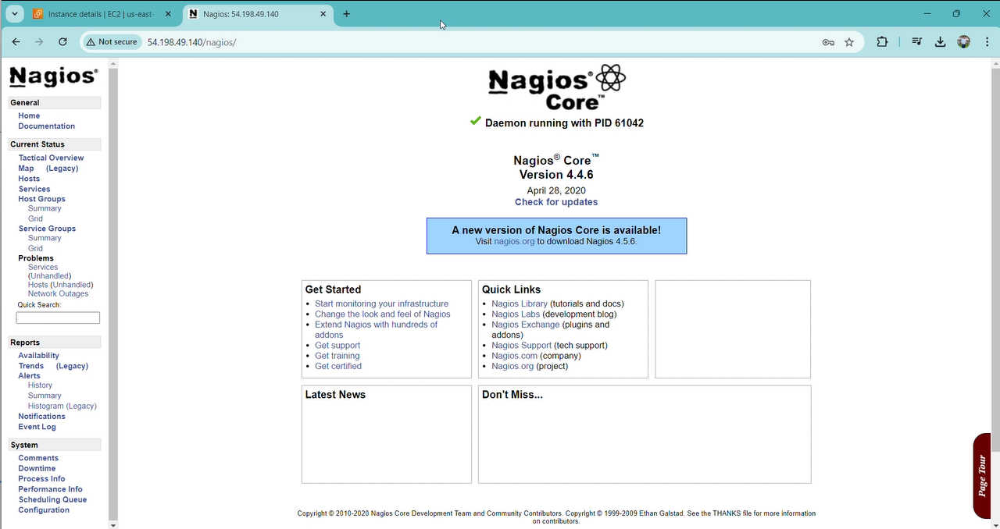 Instance details | EC2 | us-east-
Nagios: 54.198.49.140
Not secure
54.198.49.140/nagios/
Nagios®
General
Home
Documentation
Current Status
Tactical Overview
Map (Legacy)
Hosts
Services
Host Groups
Summary
Grid
Service Groups
Summary
Grid
Problems
Services
(Unhandled)
Hosts (Unhandled)
Network Outages
Quick Search:
Reports
Availability
Trends (Legacy)
Alerts
History
Summary
Histogram (Legacy)
Notifications
Event Log
System
Comments
Downtime
Process Info
Performance Info
Scheduling Queue
Configuration
Nagios®
Core™
Daemon running with PID 61042
Nagios® Core™
Version 4.4.6
April 28, 2020
Check for updates
A new version of Nagios Core is available!
Visit nagios.org to download Nagios 4.5.6.
Get Started
• Start monitoring your infrastructure
• Change the look and feel of Nagios
• Extend Nagios with hundreds of
addons
• Get support
• Get training
• Get certified
Quick Links
• Nagios Library (tutorials and docs)
• Nagios Labs (development blog)
• Nagios Exchange (plugins and
addons)
• Nagios Support (tech support)
• Nagios.com (company)
• Nagios.org (project)
Latest News
Don't Miss...
Page Tour
Copyright © 2010-2020 Nagios Core Development Team and Community Contributors. Copyright © 1999-2009 Ethan Galstad. See the THANKS file for more information
on contributors.